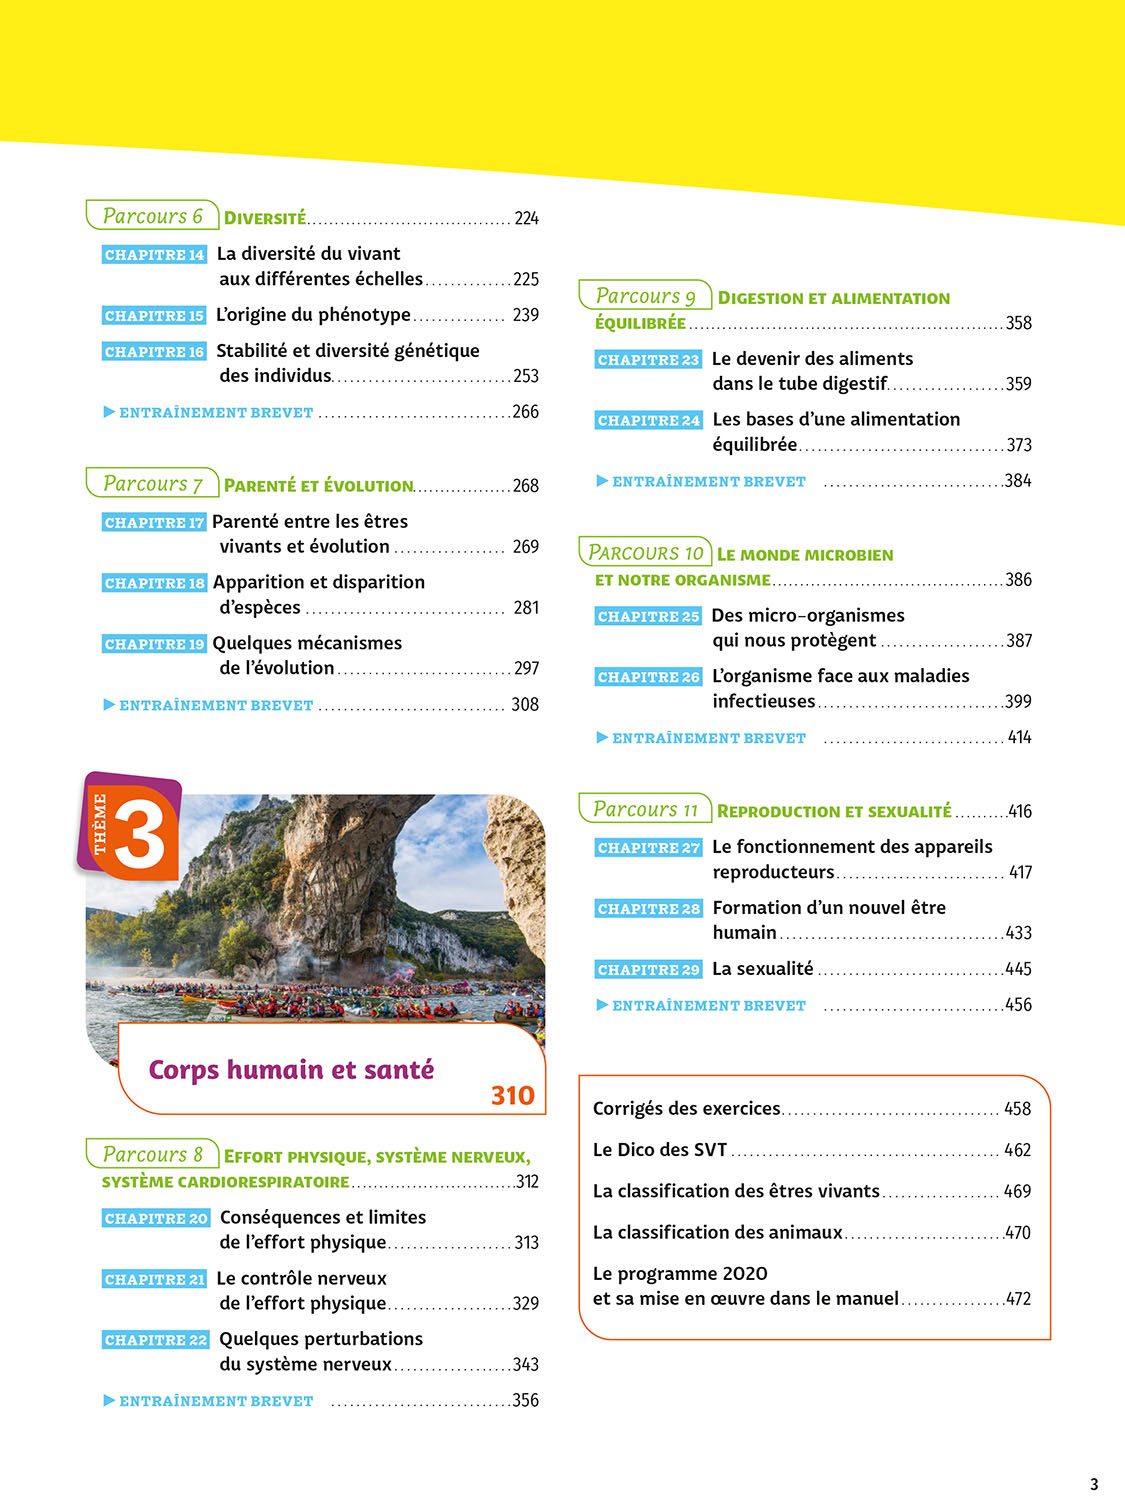 Parcours 6 DIVERSITÉ.................................. 224
CHAPITRE 14 La diversité du vivant
aux différentes échelles..............225
CHAPITRE 15 L'origine du phénotype............... 239
CHAPITRE 16 Stabilité et diversité génétique
des individus.............................253
▶ ENTRAÎNEMENT BREVET ...............................266
Parcours 7 PARENTÉ ET ÉVOLUTION................268
CHAPITRE 17 Parenté entre les êtres
vivants et évolution .................. 269
CHAPITRE 18 Apparition et disparition
d'espèces ................................ 281
CHAPITRE 19 Quelques mécanismes
de l'évolution............................297
▶ ENTRAÎNEMENT BREVET .............................. 308
THÈME
3
Corps humain et santé
310
Parcours 8 EFFORT PHYSIQUE, SYSTÈME NERVEUX,
SYSTÈME CARDIORESPIRATOIRE.............................312
CHAPITRE 20 Conséquences et limites
de l'effort physique....................313
CHAPITRE 21 Le contrôle nerveux
de l'effort physique....................329
CHAPITRE 22 Quelques perturbations
du système nerveux...................343
▶ ENTRAÎNEMENT BREVET .............................356
Parcours 9 DIGESTION ET ALIMENTATION
ÉQUILIBRÉE.........................................................358
CHAPITRE 23 Le devenir des aliments
dans le tube digestif...................359
CHAPITRE 24 Les bases d'une alimentation
équilibrée.................................373
▶ ENTRAÎNEMENT BREVET .............................384
PARCOURS 10 LE MONDE MICROBIEN
ET NOTRE ORGANISME..........................................386
CHAPITRE 25 Des micro-organismes
qui nous protègent ....................387
CHAPITRE 26 L'organisme face aux maladies
infectieuses..............................399
▶ ENTRAÎNEMENT BREVET ............................. 414
Parcours 11 REPRODUCTION ET SEXUALITÉ ..........416
CHAPITRE 27 Le fonctionnement des appareils
reproducteurs........................... 417
CHAPITRE 28 Formation d'un nouvel être
humain....................................433
CHAPITRE 29 La sexualité ..............................445
▶ ENTRAÎNEMENT BREVET .............................456
Corrigés des exercices................................... 458
Le Dico des SVT ........................................... 462
La classification des êtres vivants................... 469
La classification des animaux..........................470
Le programme 2020
et sa mise en œuvre dans le manuel.................472
3